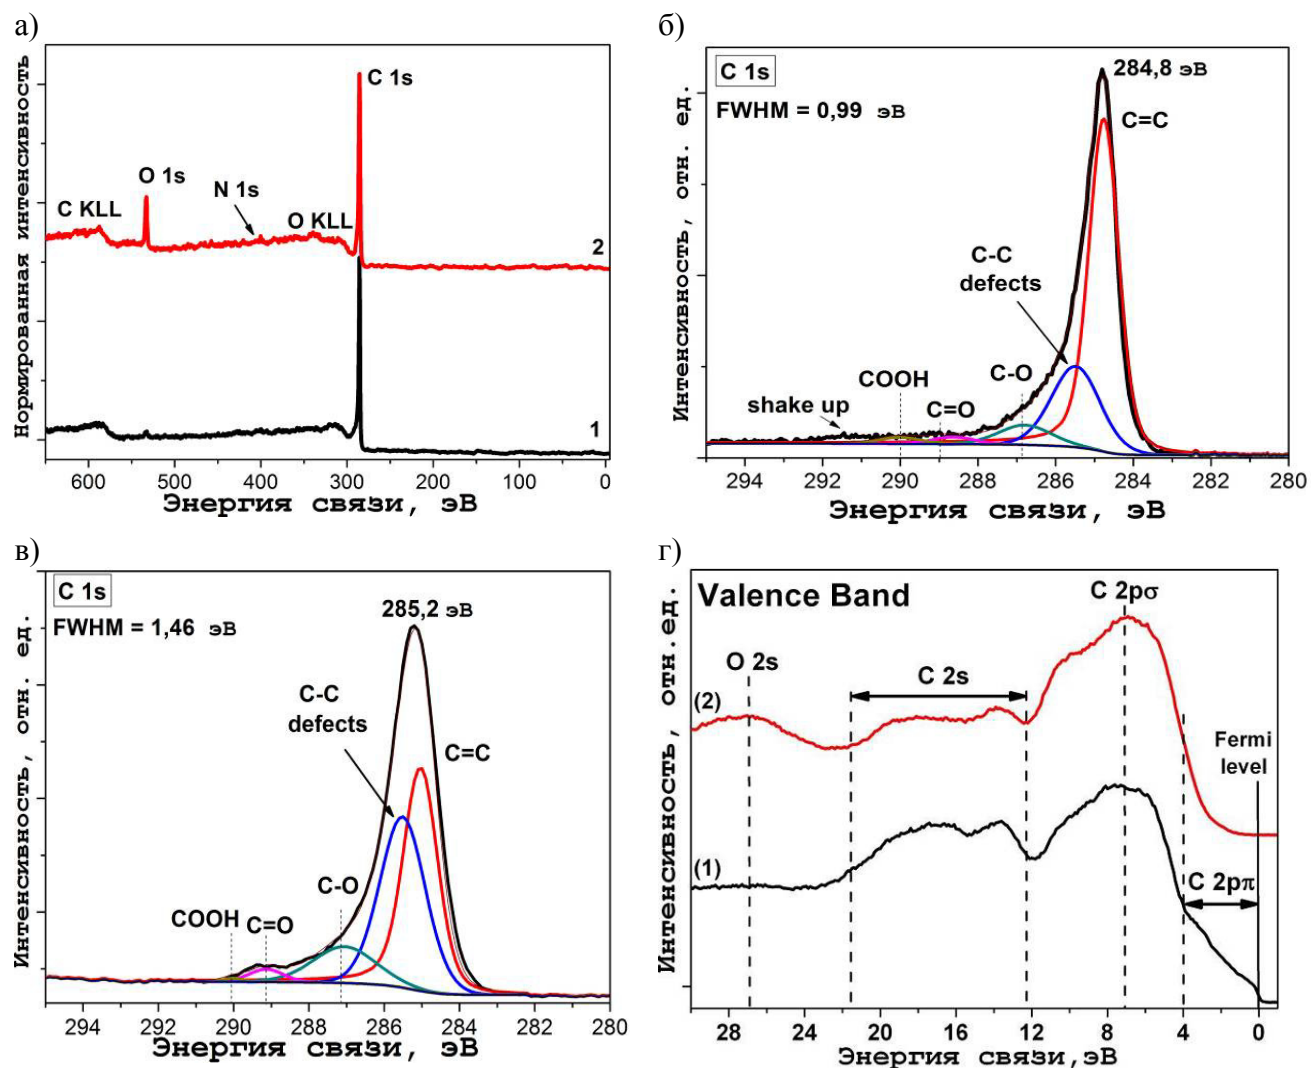 а)
Нормированная интенсивность
C 1s
O 1s
N 1s
C KLL
O KLL
2
1
600 500 400 300 200 100 0
Энергия связи, эВ
б)
Интенсивность, отн. ед.
C 1s
284,8 эВ
FWHM = 0,99 эВ
C=C
C-C
defects
C-O
COOH
C=O
shake up
294 292 290 288 286 284 282 280
Энергия связи, эВ
в)
Интенсивность, отн. ед.
C 1s
285,2 эВ
FWHM = 1,46 эВ
C-C
defects
C=C
C-O
COOH
C=O
294 292 290 288 286 284 282 280
Энергия связи, эВ
г)
Интенсивность, отн.ед.
Valence Band
C 2pσ
O 2s
C 2s
(2)
Fermi
level
(1)
C 2pπ
28 24 20 16 12 8 4 0
Энергия связи,эВ